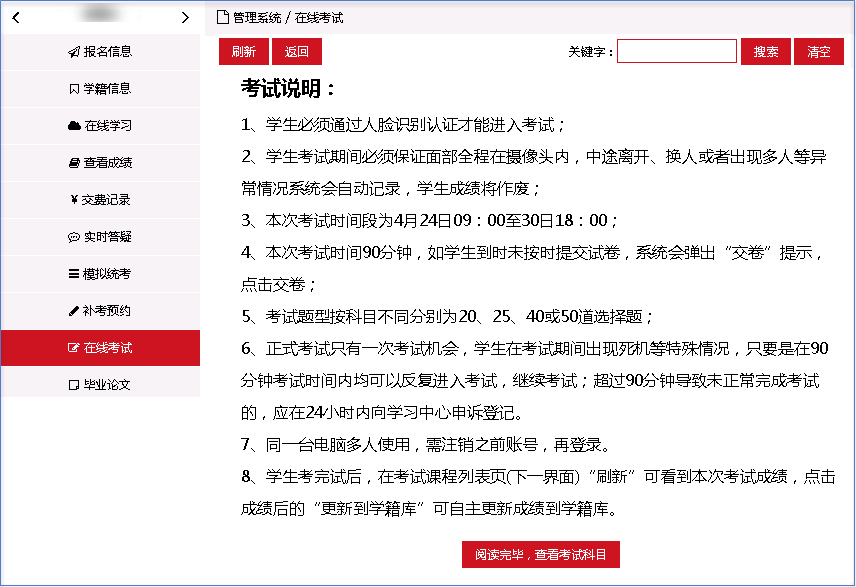 管理系统 / 在线考试
报名信息
学籍信息
在线学习
查看成绩
¥ 交费记录
实时答疑
模拟统考
补考预约
在线考试
毕业论文
刷新 返回 关键字： 搜索 清空
考试说明：
1、学生必须通过人脸识别认证才能进入考试；
2、学生考试期间必须保证面部全程在摄像头内，中途离开、换人或者出现多人等异
常情况系统会自动记录，学生成绩将作废；
3、本次考试时间段为4月24日09：00至30日18：00；
4、本次考试时间90分钟，如学生到时未按时提交试卷，系统会弹出“交卷”提示，
点击交卷；
5、考试题型按科目不同分别为20、25、40或50道选择题；
6、正式考试只有一次考试机会，学生在考试期间出现死机等特殊情况，只要是在90
分钟考试时间内均可以反复进入考试，继续考试；超过90分钟导致未正常完成考试
的，应在24小时内向学习中心申诉登记。
7、同一台电脑多人使用，需注销之前账号，再登录。
8、学生考完试后，在考试课程列表页(下一界面)“刷新”可看到本次考试成绩，点击
成绩后的“更新到学籍库”可自主更新成绩到学籍库。
阅读完毕，查看考试科目